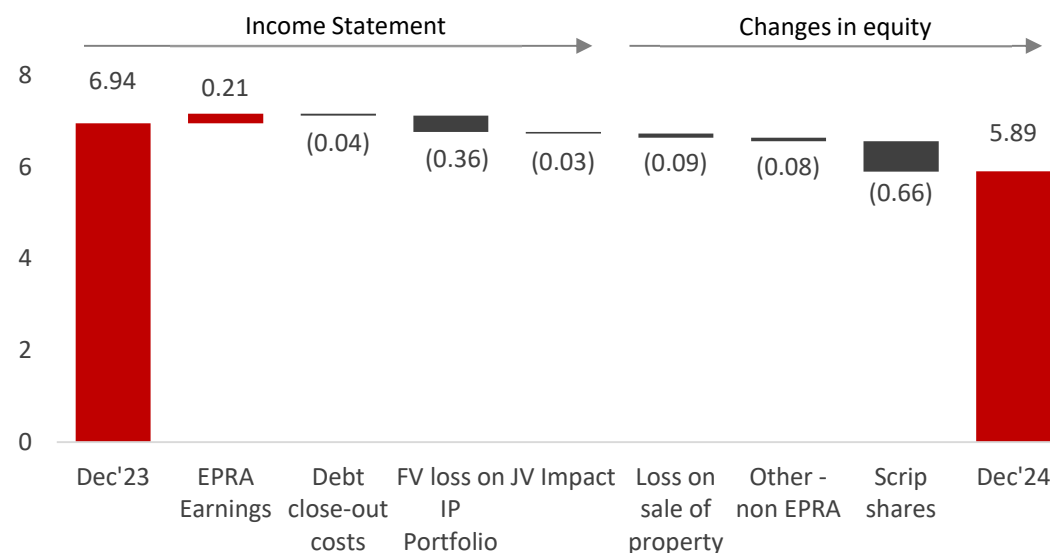 Income Statement
Changes in equity
8
6
4
2
0
6.94
0.21
(0.04)
(0.36)
(0.03)
(0.09)
(0.08)
(0.66)
5.89
Dec'23
EPRA
Earnings
Debt
close-out
costs
FV loss on
IP
Portfolio
JV Impact
Loss on
sale of
property
Other -
non EPRA
Scrip
shares
Dec'24